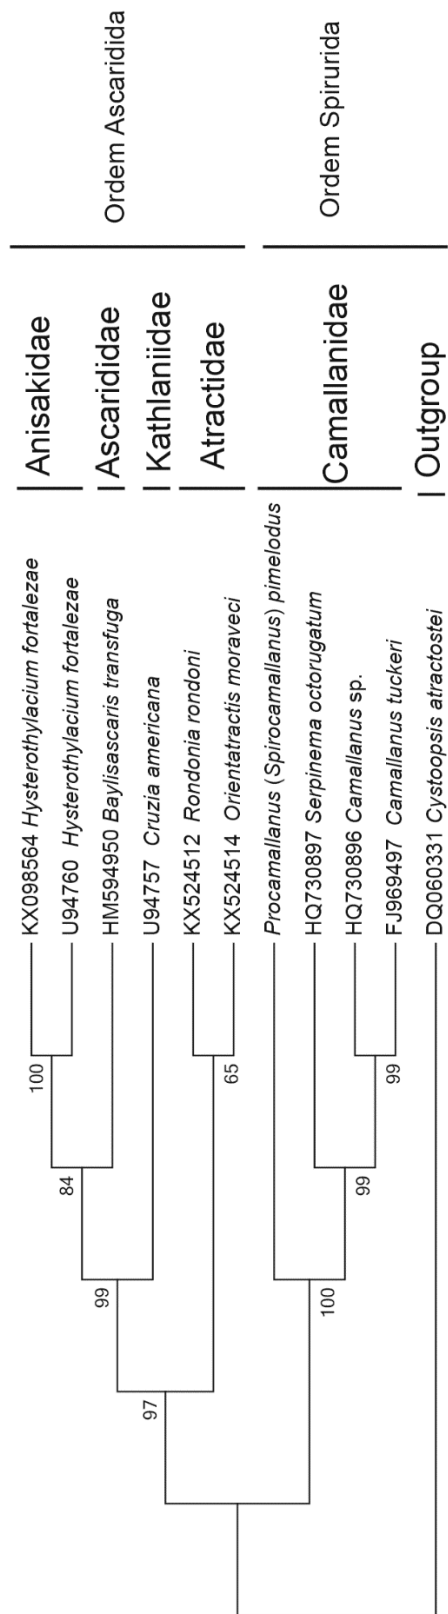 Ordem Ascaridida
Ordem Spirurida
Anisakidae
Ascarididae
Kathlaniidae
Atractidae
Camallanidae
Outgroup
KX098564 Hysterothylacium fortalezae
U94760 Hysterothylacium fortalezae
HM594950 Baylisascaris transfuga
U94757 Cruzia americana
KX524512 Rondonia rondoni
KX524514 Orientatractis moraveci
Procamallanus (Spirocamallanus) pimelodus
HQ730897 Serpinema octorugatum
HQ730896 Camallanus sp.
FJ969497 Camallanus tuckeri
DQ060331 Cystoopsis atractostei
100
84
99
97
65
100
99
99